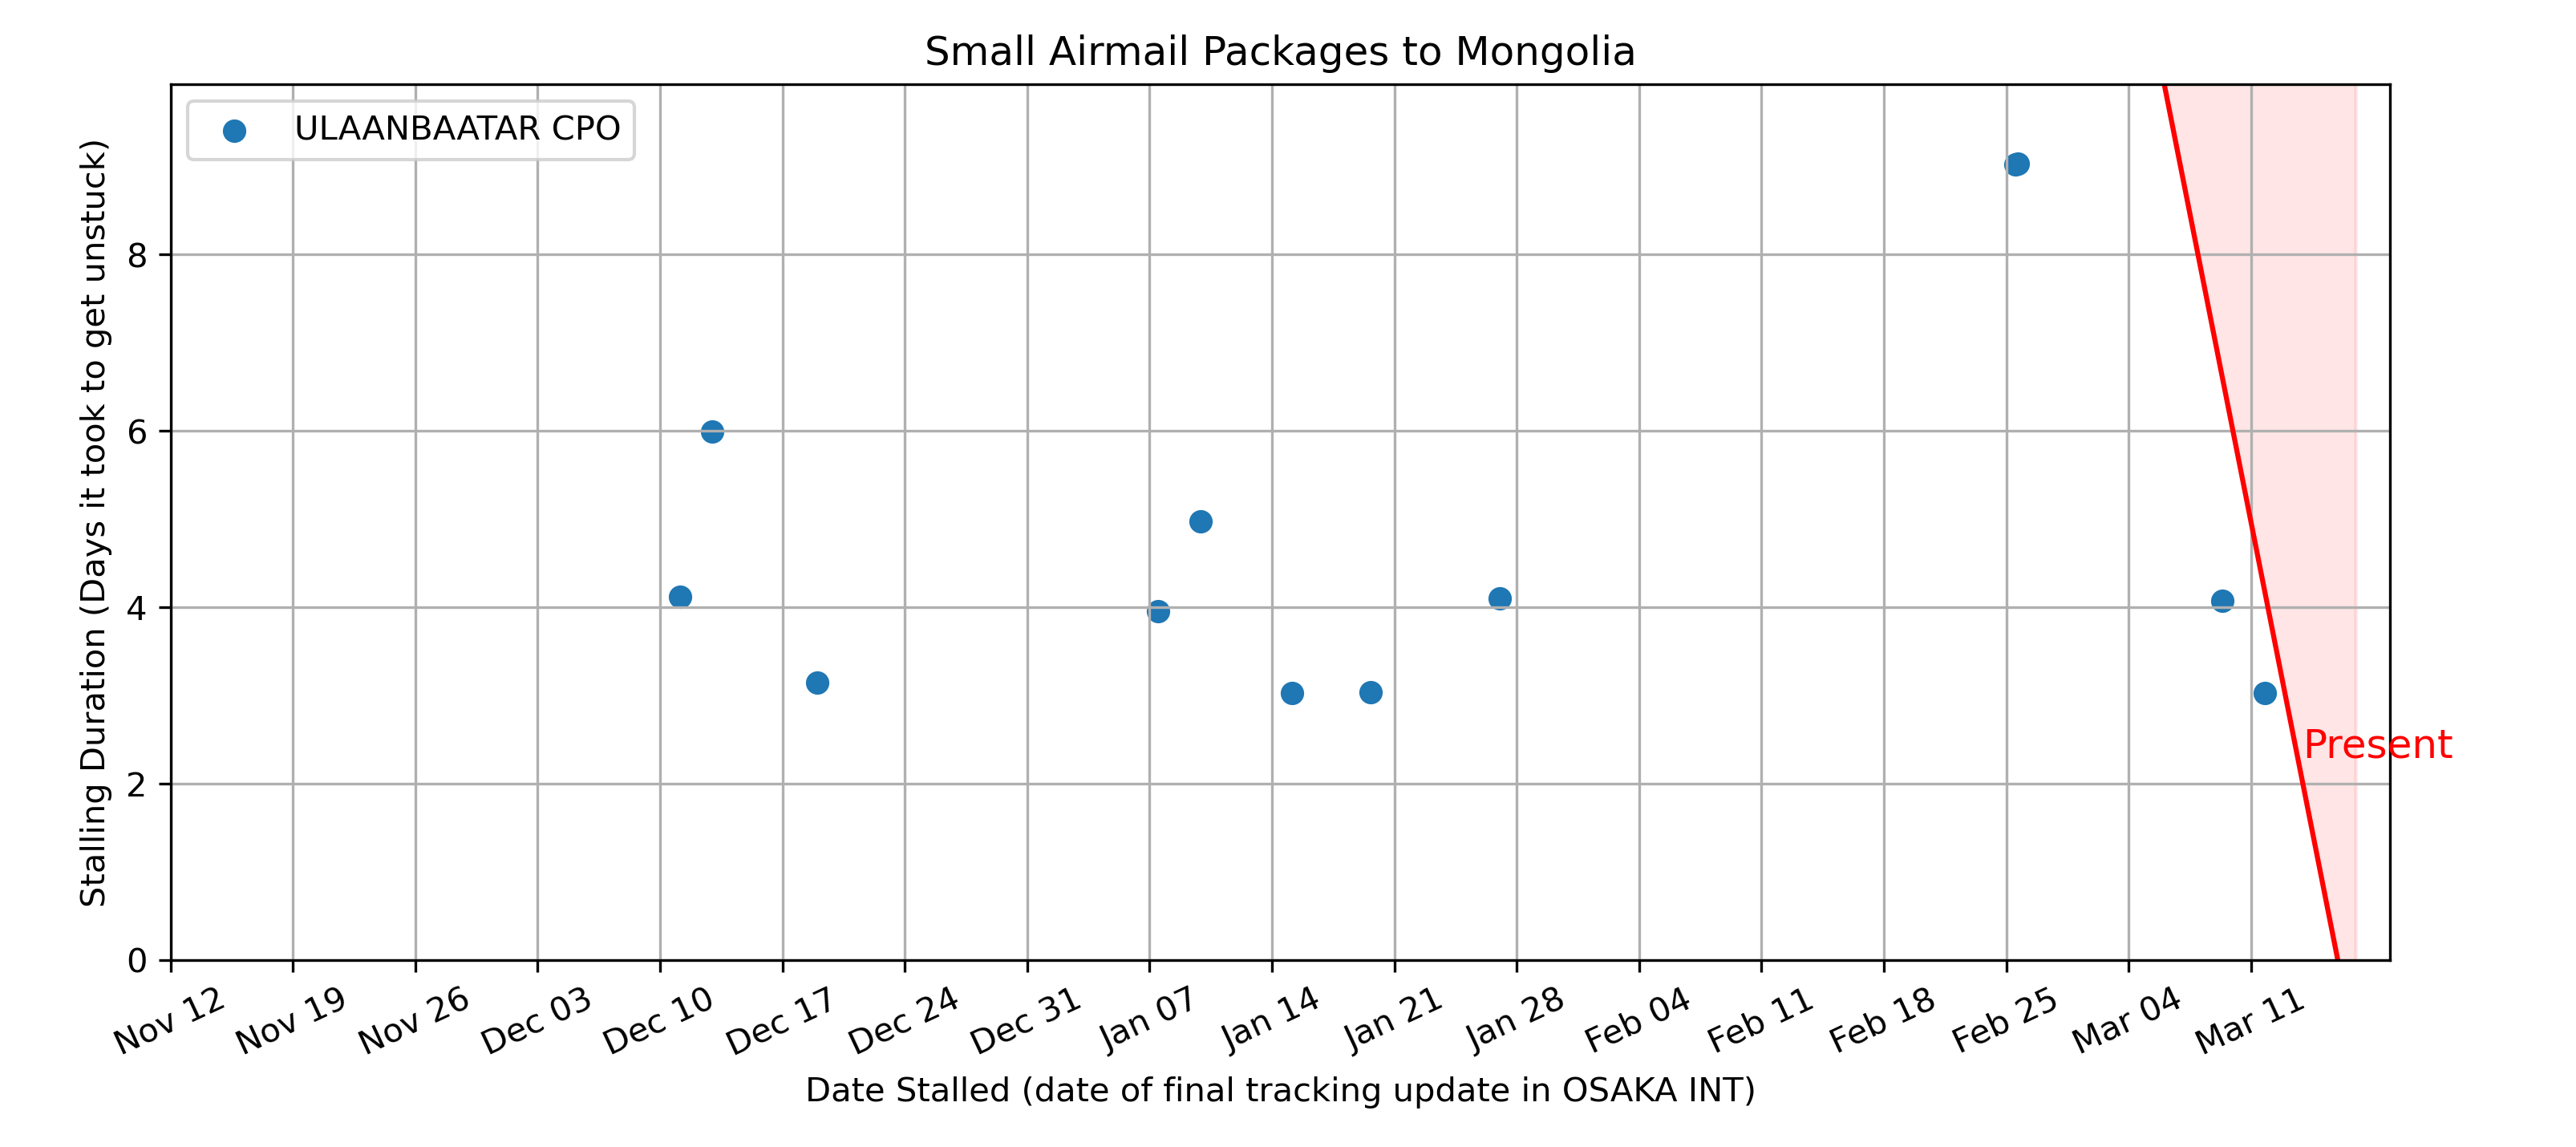 Small Airmail Packages to Mongolia
ULAANBAATAR CPO
Stalling Duration (Days it took to get unstuck)
8
6
4
2
0
Present
Nov 12
Nov 19
Nov 26
Dec 03
Dec 10
Dec 17
Dec 24
Dec 31
Jan 07
Jan 14
Jan 21
Jan 28
Feb 04
Feb 11
Feb 18
Feb 25
Mar 04
Mar 11
Date Stalled (date of final tracking update in OSAKA INT)